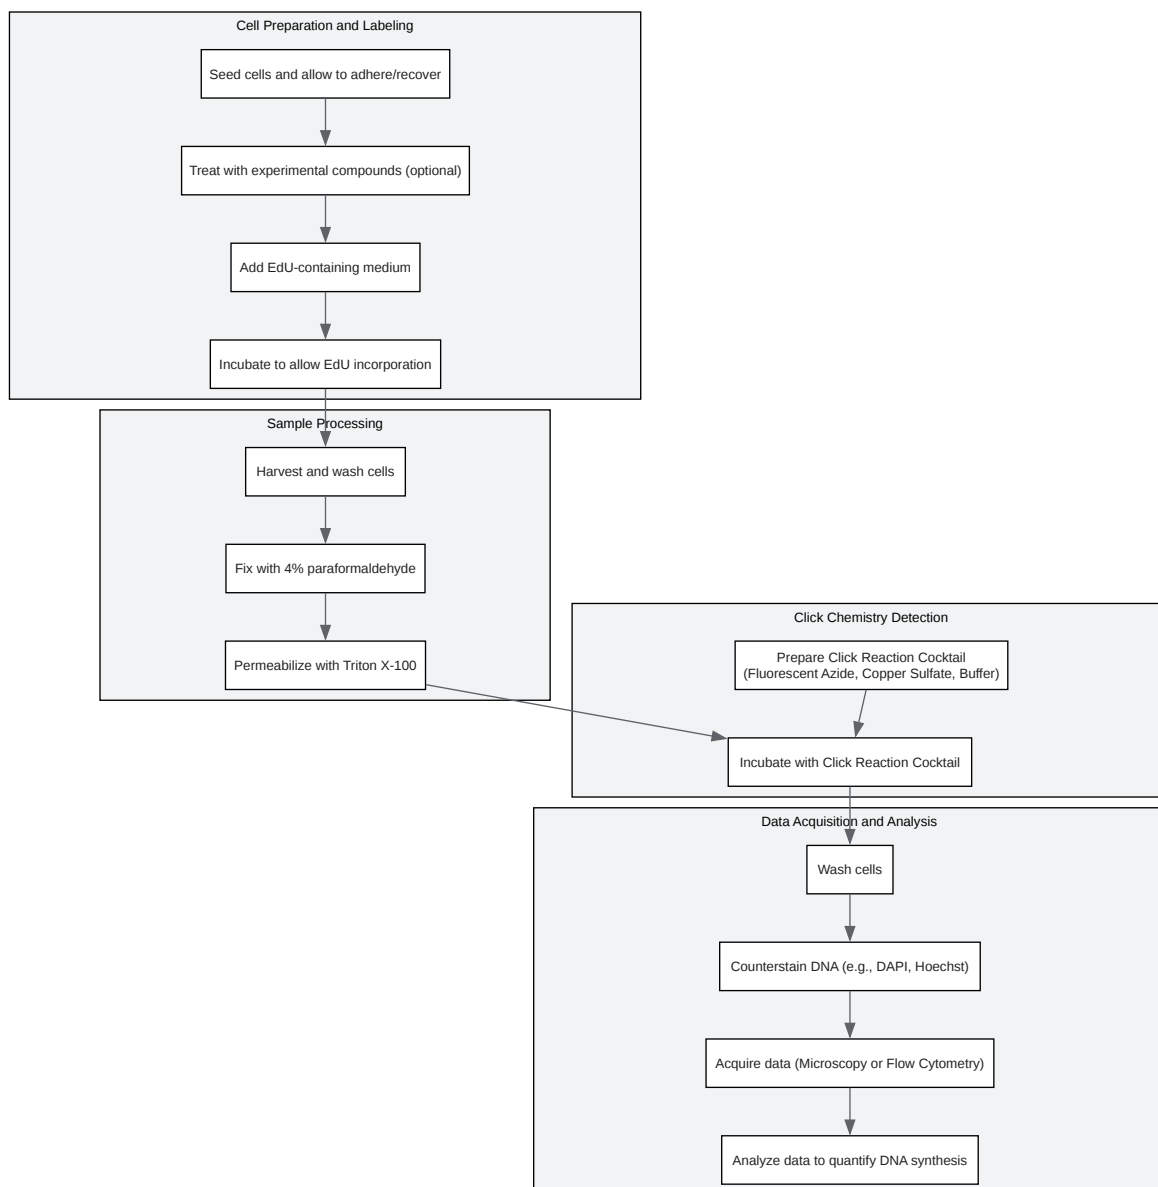 Cell Preparation and Labeling
Seed cells and allow to adhere/recover
Treat with experimental compounds (optional)
Add EdU-containing medium
Incubate to allow EdU incorporation
Sample Processing
Harvest and wash cells
Fix with 4% paraformaldehyde
Permeabilize with Triton X-100
Click Chemistry Detection
Prepare Click Reaction Cocktail
(Fluorescent Azide, Copper Sulfate, Buffer)
Incubate with Click Reaction Cocktail
Data Acquisition and Analysis
Wash cells
Counterstain DNA (e.g., DAPI, Hoechst)
Acquire data (Microscopy or Flow Cytometry)
Analyze data to quantify DNA synthesis